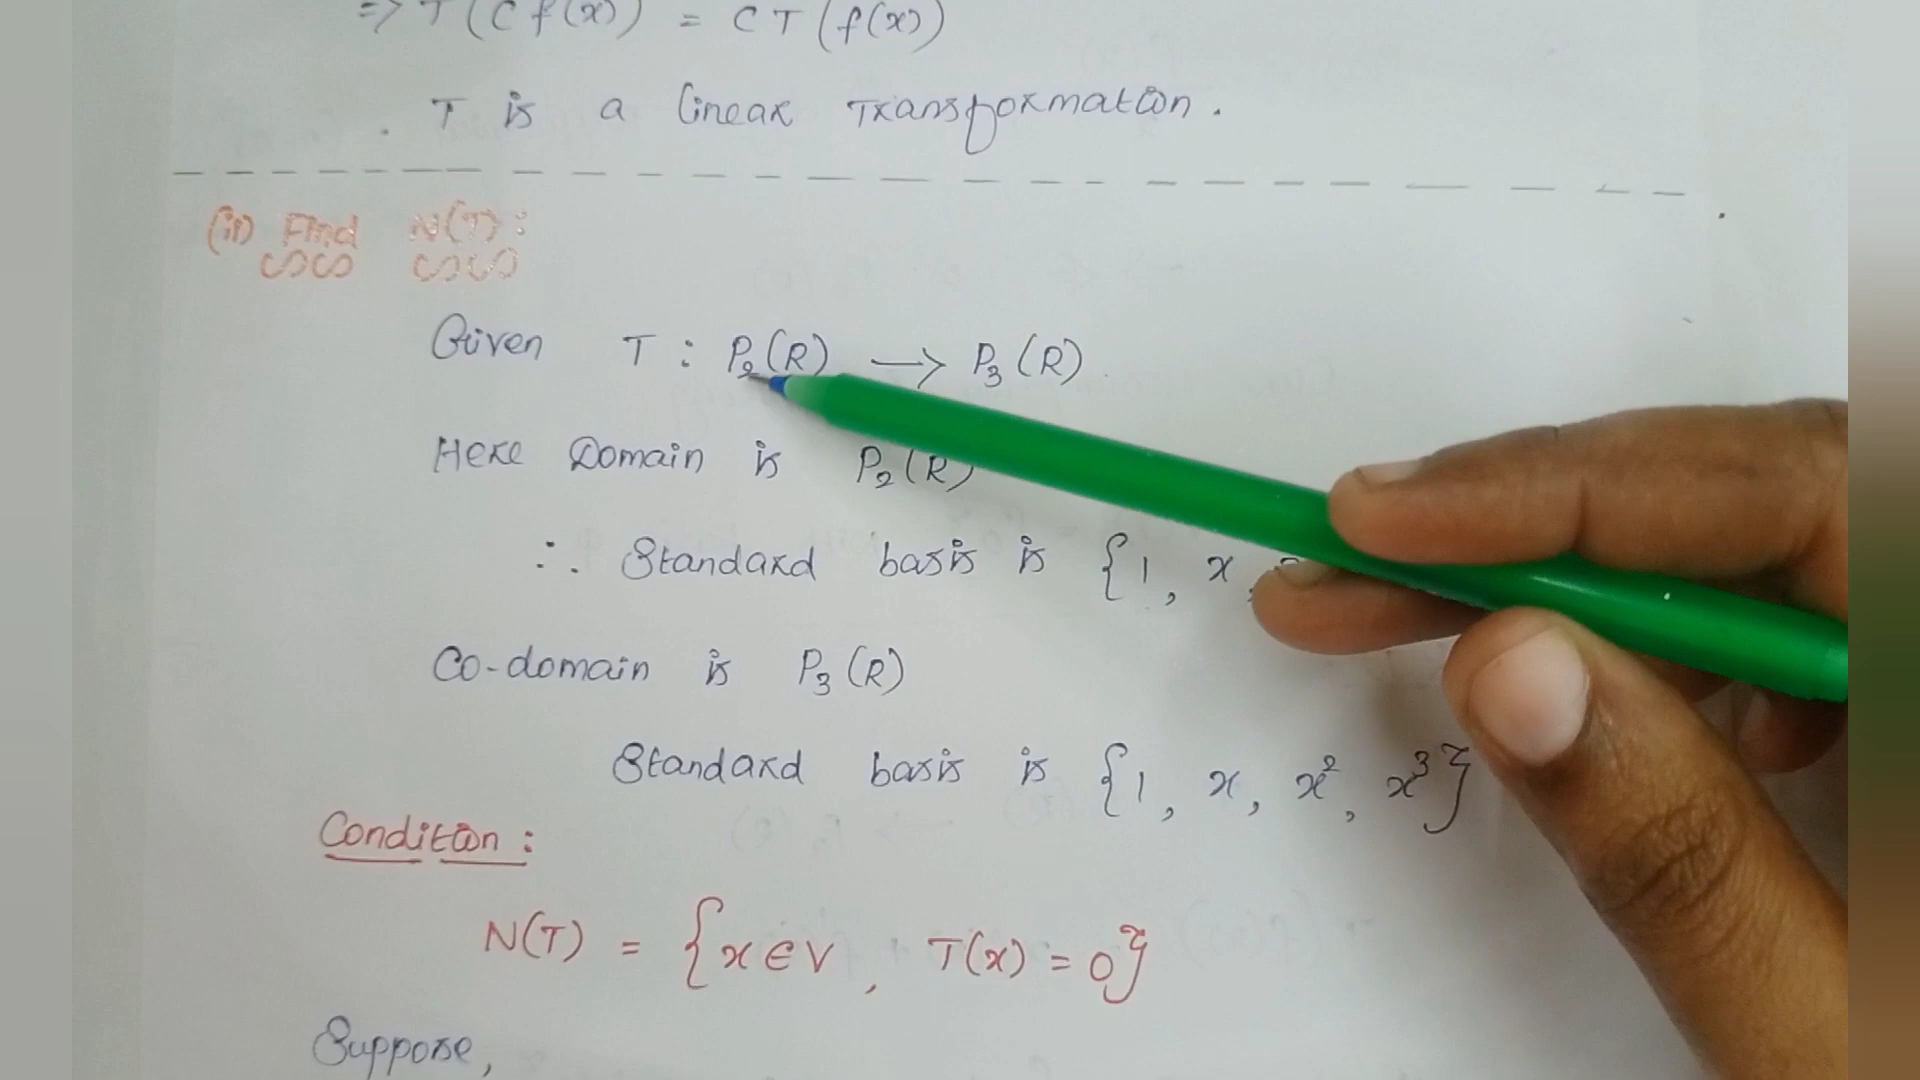 => T(C f(x)) = C T(f(x))
T is a linear Transformation.
(ii) Find N(T) :
Given T : P₂(R) → P₃(R)
Here Domain is P₂(R)
∴ Standard basis is {1, x,
Co-domain is P₃(R)
Standard basis is {1, x, x², x³}
Condition :
N(T) = {x ∈ V, T(x) = 0}
Suppose,